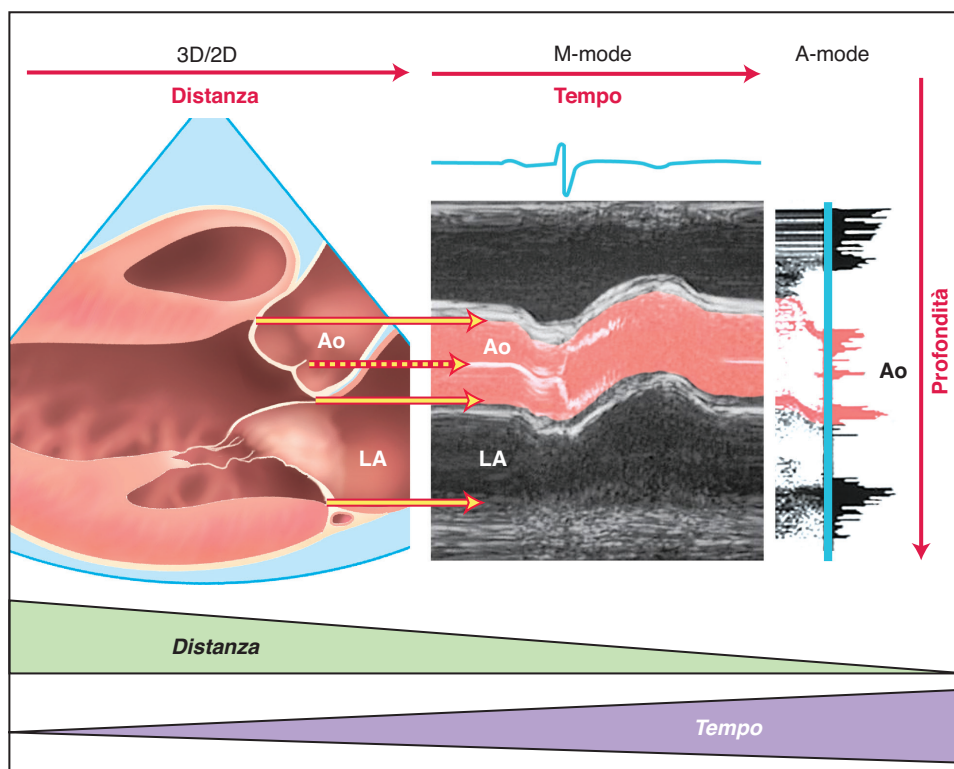 3D/2D
M-mode
A-mode
Distanza
Tempo
Ao
Ao
Ao
LA
LA
Profondità
Distanza
Tempo